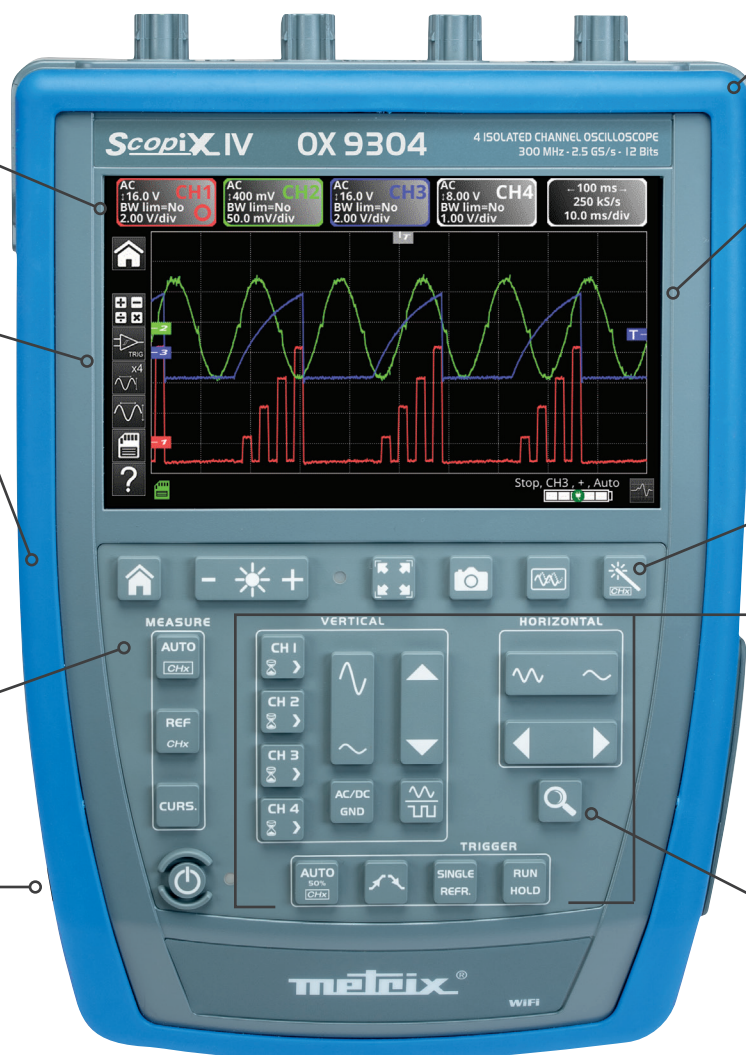 ScopiX IV OX 9304 4 ISOLATED CHANNEL OSCILLOSCOPE
300 MHz - 2.5 GS/s - 12 Bits
AC CH1
↕16.0 V
BW lim=No
2.00 V/div
AC CH2
↕400 mV
BW lim=No
50.0 mV/div
AC CH3
↕16.0 V
BW lim=No
2.00 V/div
AC CH4
↕8.00 V
BW lim=No
1.00 V/div
←100 ms→
250 kS/s
10.0 ms/div
T
2
3
T
1
TRIG
x4
?
Stop, CH3 , + , Auto
CHx
MEASURE
AUTO
CHx
REF
CHx
CURS.
VERTICAL
CH 1
CH 2
CH 3
CH 4
AC/DC
GND
HORIZONTAL
TRIGGER
AUTO
50%
CHx
SINGLE
REFR.
RUN
HOLD
metrix®
WiFi